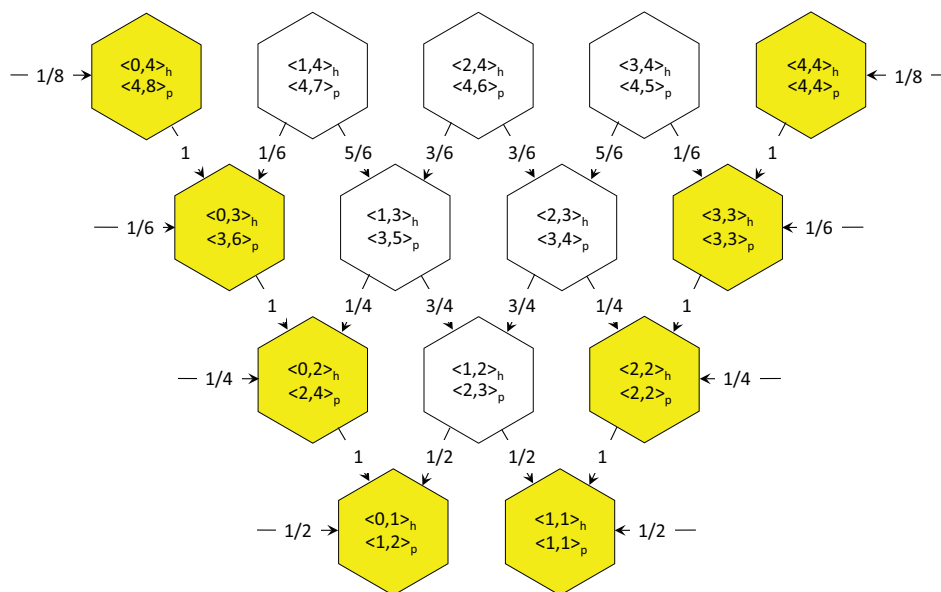 1/8
<0,4>h
<4,8>p
<1,4>h
<4,7>p
<2,4>h
<4,6>p
<3,4>h
<4,5>p
<4,4>h
<4,4>p
1/8
1
1/6
5/6
3/6
3/6
5/6
1/6
1
1/6
<0,3>h
<3,6>p
<1,3>h
<3,5>p
<2,3>h
<3,4>p
<3,3>h
<3,3>p
1/6
1
1/4
3/4
3/4
1/4
1
1/4
<0,2>h
<2,4>p
<1,2>h
<2,3>p
<2,2>h
<2,2>p
1/4
1
1/2
1/2
1
1/2
<0,1>h
<1,2>p
<1,1>h
<1,1>p
1/2